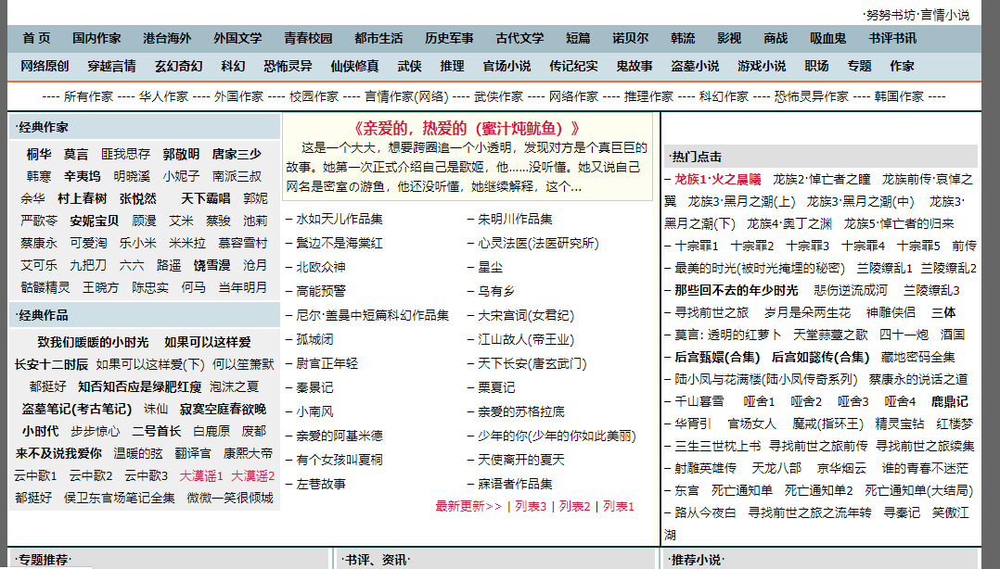 ·努努书坊·言情小说
首 页 国内作家 港台海外 外国文学 青春校园 都市生活 历史军事 古代文学 短篇 诺贝尔 韩流 影视 商战 吸血鬼 书评书讯
网络原创 穿越言情 玄幻奇幻 科幻 恐怖灵异 仙侠修真 武侠 推理 官场小说 传记纪实 鬼故事 盗墓小说 游戏小说 职场 专题 作家
---- 所有作家 ---- 华人作家 ---- 外国作家 ---- 校园作家 ---- 言情作家(网络) ---- 武侠作家 ---- 网络作家 ---- 推理作家 ---- 科幻作家 ---- 恐怖灵异作家 ---- 韩国作家 ----
·经典作家
桐华 莫言 匪我思存 郭敬明 唐家三少
韩寒 辛夷坞 明晓溪 小妮子 南派三叔
余华 村上春树 张悦然 天下霸唱 郭妮
严歌苓 安妮宝贝 顾漫 艾米 蔡骏 池莉
蔡康永 可爱淘 乐小米 米米拉 慕容雪村
艾可乐 九把刀 六六 路遥 饶雪漫 沧月
骷髅精灵 王晓方 陈忠实 何马 当年明月
·经典作品
致我们暖暖的小时光 如果可以这样爱
长安十二时辰 如果可以这样爱(下) 何以笙箫默
都挺好 知否知否应是绿肥红瘦 泡沫之夏
盗墓笔记(考古笔记) 诛仙 寂寞空庭春欲晚
小时代 步步惊心 二号首长 白鹿原 废都
来不及说我爱你 温暖的弦 翻译官 康熙大帝
云中歌1 云中歌2 云中歌3 大漠谣1 大漠谣2
都挺好 侯卫东官场笔记全集 微微一笑很倾城
《亲爱的，热爱的（蜜汁炖鱿鱼）》
这是一个大大，想要跨圈追一个小透明，发现对方是个真巨巨的
故事。她第一次正式介绍自己是歌姬，他……没听懂。她又说自己
网名是密室の游鱼，他还没听懂，她继续解释，这个...
– 水如天儿作品集 – 朱明川作品集
– 鬓边不是海棠红 – 心灵法医(法医研究所)
– 北欧众神 – 星尘
– 高能预警 – 乌有乡
– 尼尔·盖曼中短篇科幻作品集 – 大宋宫词(女君纪)
– 孤城闭 – 江山故人(帝王业)
– 尉官正年轻 – 天下长安(唐玄武门)
– 秦景记 – 栗夏记
– 小南风 – 亲爱的苏格拉底
– 亲爱的阿基米德 – 少年的你(少年的你如此美丽)
– 有个女孩叫夏桐 – 天使离开的夏天
– 左巷故事 – 寐语者作品集
最新更新>> | 列表3 | 列表2 | 列表1
·热门点击
– 龙族1·火之晨曦 龙族2·悼亡者之瞳 龙族前传·哀悼之
翼 龙族3·黑月之潮(上) 龙族3·黑月之潮(中) 龙族3·
黑月之潮(下) 龙族4·奥丁之渊 龙族5·悼亡者的归来
– 十宗罪1 十宗罪2 十宗罪3 十宗罪4 十宗罪5 前传
– 最美的时光(被时光掩埋的秘密) 兰陵缭乱1 兰陵缭乱2
– 那些回不去的年少时光 悲伤逆流成河 兰陵缭乱3
– 寻找前世之旅 岁月是朵两生花 神雕侠侣 三体
– 莫言: 透明的红萝卜 天堂蒜薹之歌 四十一炮 酒国
– 后宫甄嬛(合集) 后宫如懿传(合集) 藏地密码全集
– 陆小凤与花满楼(陆小凤传奇系列) 蔡康永的说话之道
– 千山暮雪 哑舍1 哑舍2 哑舍3 哑舍4 鹿鼎记
– 华胥引 官场女人 魔戒(指环王) 精灵宝钻 红楼梦
– 三生三世枕上书 寻找前世之旅前传 寻找前世之旅续集
– 射雕英雄传 天龙八部 京华烟云 谁的青春不迷茫
– 东宫 死亡通知单 死亡通知单2 死亡通知单(大结局)
– 路从今夜白 寻找前世之旅之流年转 寻秦记 笑傲江
湖
·专题推荐· ·书评、资讯· ·推荐小说·